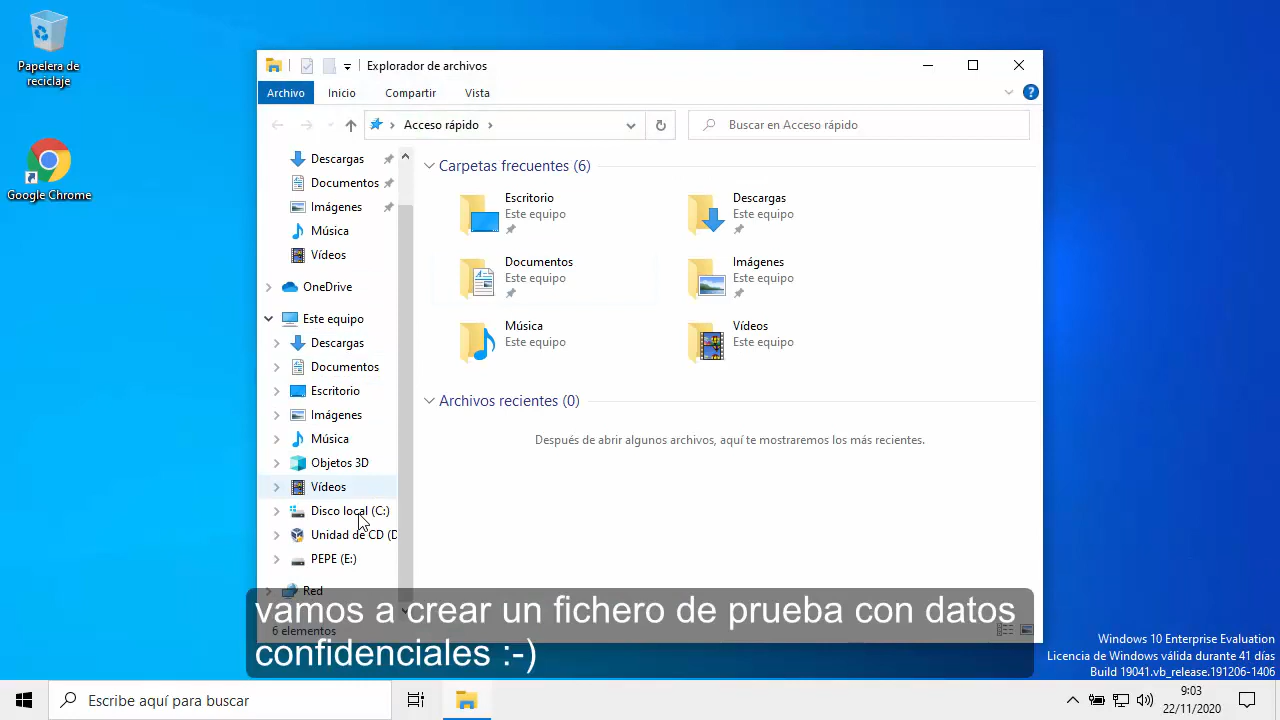 Papelera de
reciclaje
Google Chrome
Explorador de archivos
Archivo
Inicio
Compartir
Vista
Acceso rápido
Buscar en Acceso rápido
Descargas
Documentos
Imágenes
Música
Vídeos
OneDrive
Este equipo
Descargas
Documentos
Escritorio
Imágenes
Música
Objetos 3D
Vídeos
Disco local (C:)
Unidad de CD (D
PEPE (E:)
Red
Carpetas frecuentes (6)
Escritorio
Este equipo
Descargas
Este equipo
Documentos
Este equipo
Imágenes
Este equipo
Música
Este equipo
Vídeos
Este equipo
Archivos recientes (0)
Después de abrir algunos archivos, aquí te mostraremos los más recientes.
6 elementos
vamos a crear un fichero de prueba con datos
confidenciales :-)
Windows 10 Enterprise Evaluation
Licencia de Windows válida durante 41 días
Build 19041.vb_release.191206-1406
Escribe aquí para buscar
9:03
22/11/2020